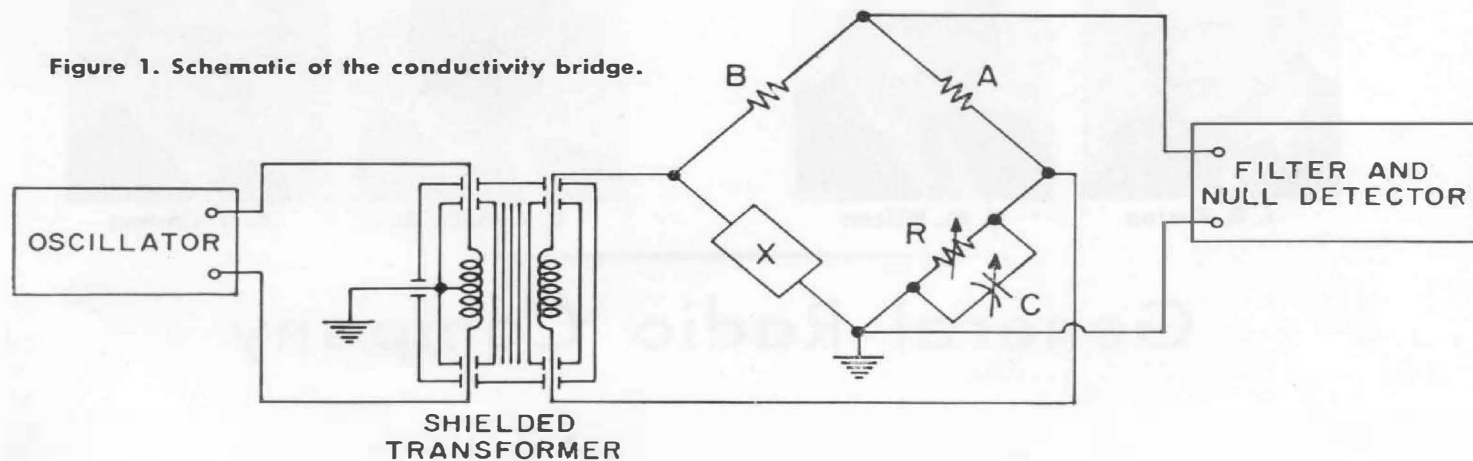 Figure 1. Schematic of the conductivity bridge.
B
A
FILTER AND
NULL DETECTOR
OSCILLATOR
X
R
C
SHIELDED
TRANSFORMER